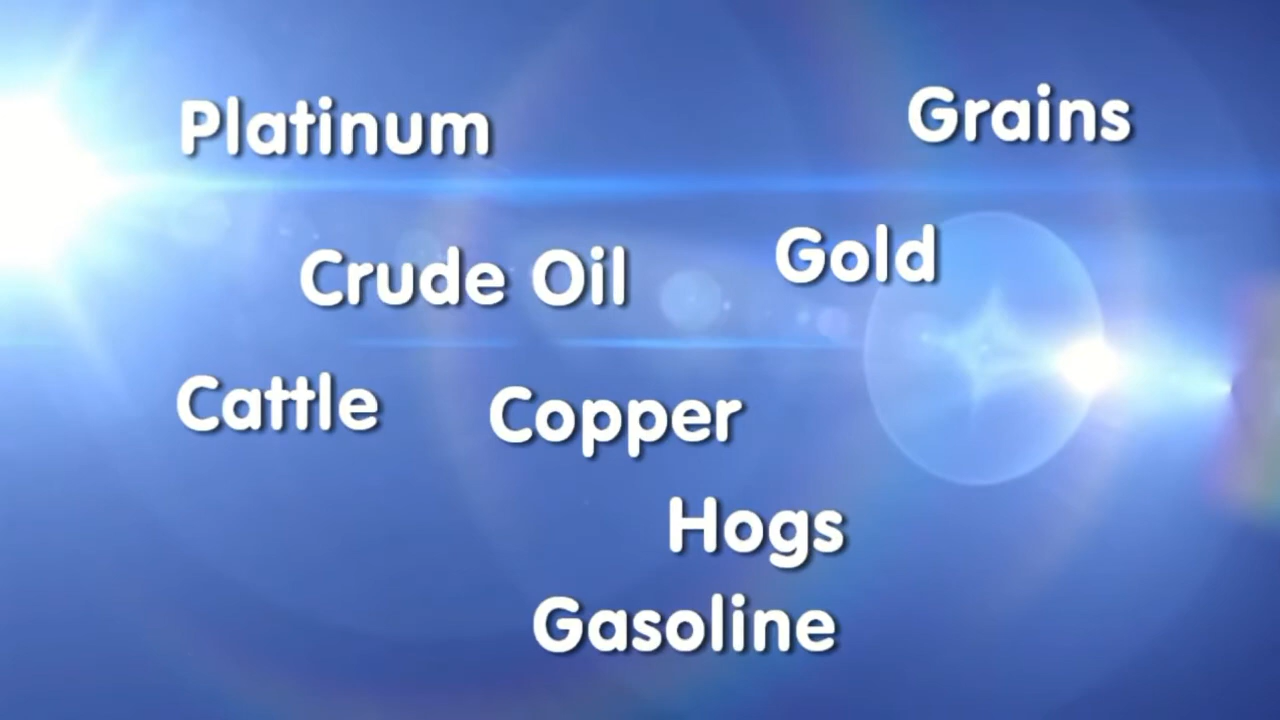 Platinum
Grains
Crude Oil
Gold
Cattle
Copper
Hogs
Gasoline